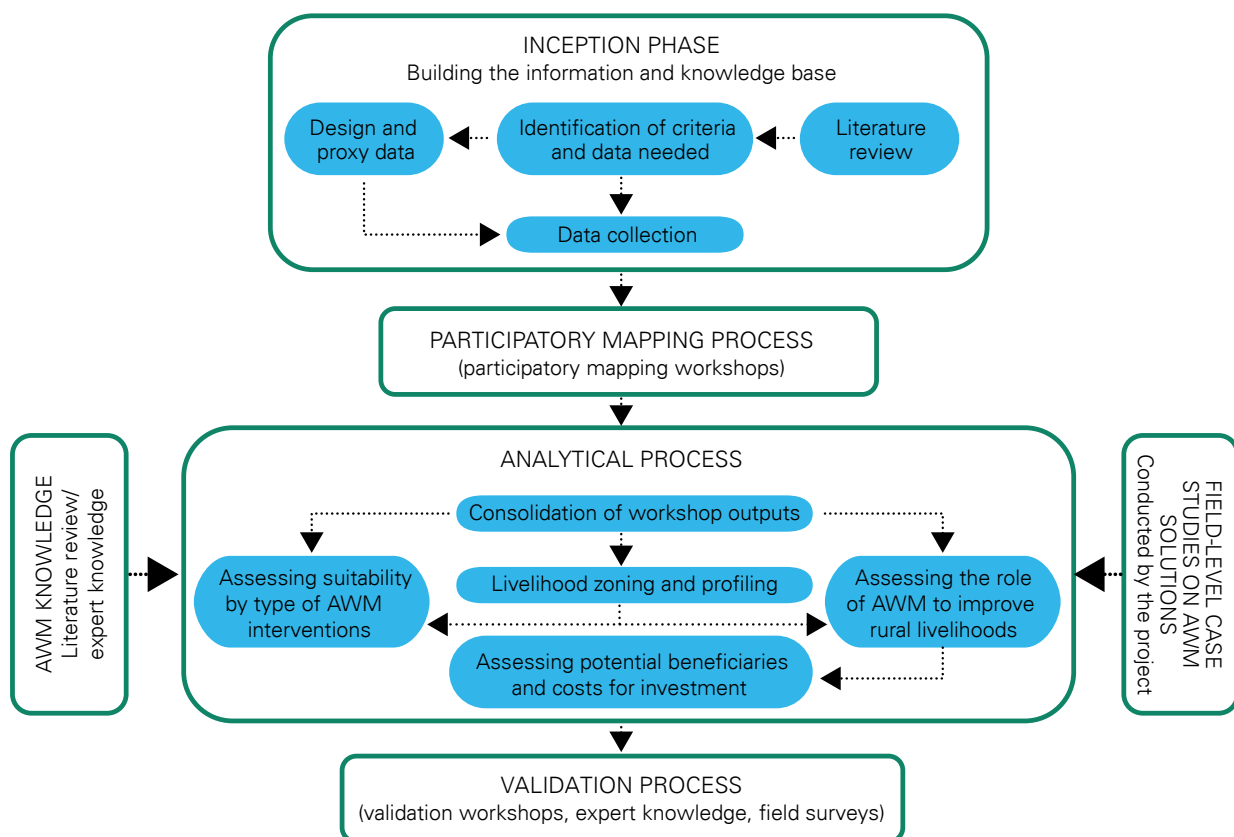 INCEPTION PHASE
Building the information and knowledge base
Design and
proxy data
Identification of criteria
and data needed
Literature
review
Data collection
PARTICIPATORY MAPPING PROCESS
(participatory mapping workshops)
AWM KNOWLEDGE
Literature review/
expert knowledge
ANALYTICAL PROCESS
Consolidation of workshop outputs
Assessing suitability
by type of AWM
interventions
Livelihood zoning and profiling
Assessing the role
of AWM to improve
rural livelihoods
Assessing potential beneficiaries
and costs for investment
FIELD-LEVEL CASE
STUDIES ON AWM
SOLUTIONS
Conducted by the project
VALIDATION PROCESS
(validation workshops, expert knowledge, field surveys)